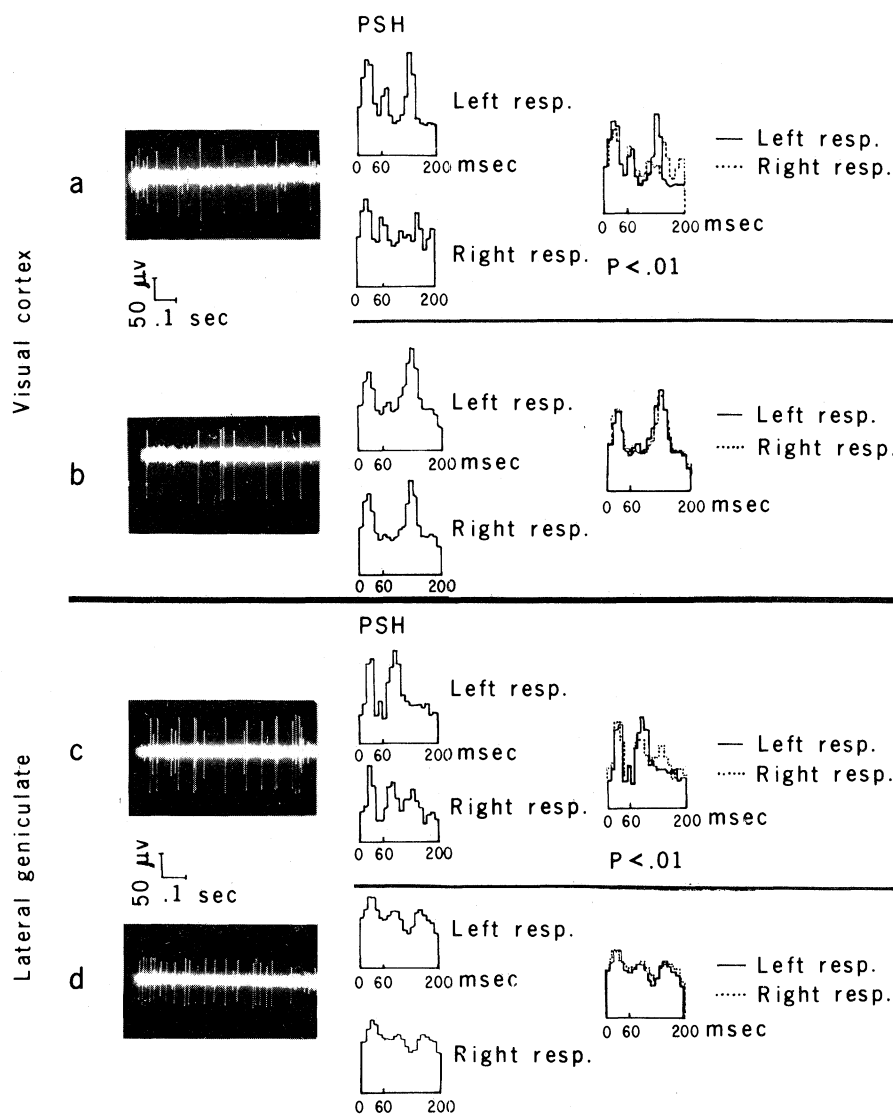 Visual cortex
a
50 μv
.1 sec
PSH
Left resp.
0 60 200 msec
Right resp.
0 60 200
— Left resp.
····· Right resp.
0 60 200 msec
P<.01
b
Left resp.
0 60 200 msec
Right resp.
0 60 200
— Left resp.
····· Right resp.
0 60 200 msec
Lateral geniculate
c
50 μv
.1 sec
PSH
Left resp.
0 60 200 msec
Right resp.
0 60 200
— Left resp.
····· Right resp.
0 60 200 msec
P<.01
d
Left resp.
0 60 200 msec
Right resp.
0 60 200
— Left resp.
····· Right resp.
0 60 200 msec